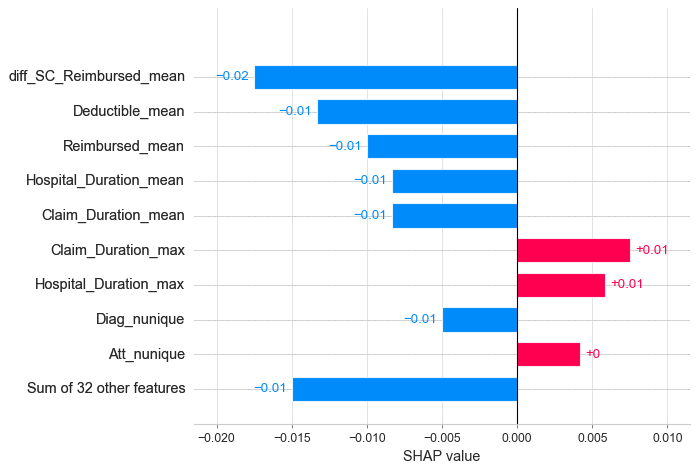 diff_SC_Reimbursed_mean −0.02
Deductible_mean −0.01
Reimbursed_mean −0.01
Hospital_Duration_mean −0.01
Claim_Duration_mean −0.01
Claim_Duration_max +0.01
Hospital_Duration_max +0.01
Diag_nunique −0.01
Att_nunique +0
Sum of 32 other features −0.01
−0.020 −0.015 −0.010 −0.005 0.000 0.005 0.010
SHAP value